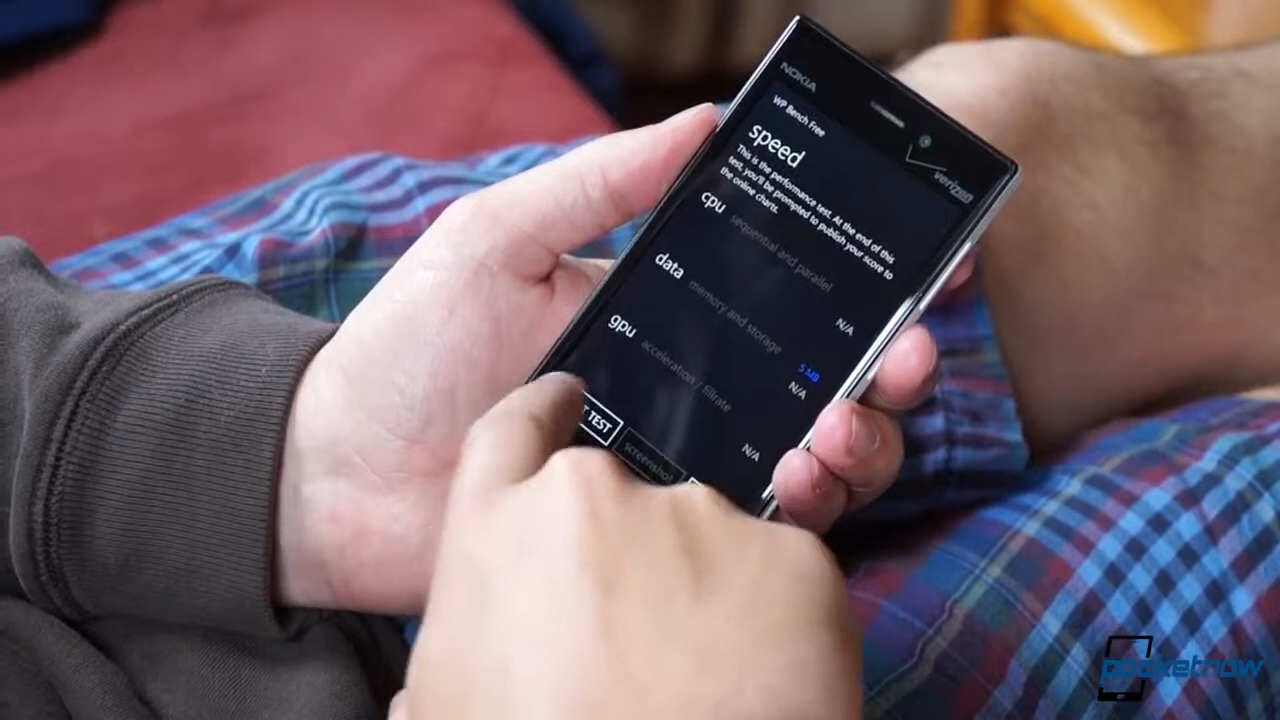 NOKIA
verizon
WP Bench Free
speed
This is the performance test. At the end of this
test, you'll be prompted to publish your score to
the online charts.
cpu sequential and parallel
N/A
data memory and storage
5 MB
N/A
gpu acceleration / fillrate
N/A
T TEST
screenshot
pocketnow